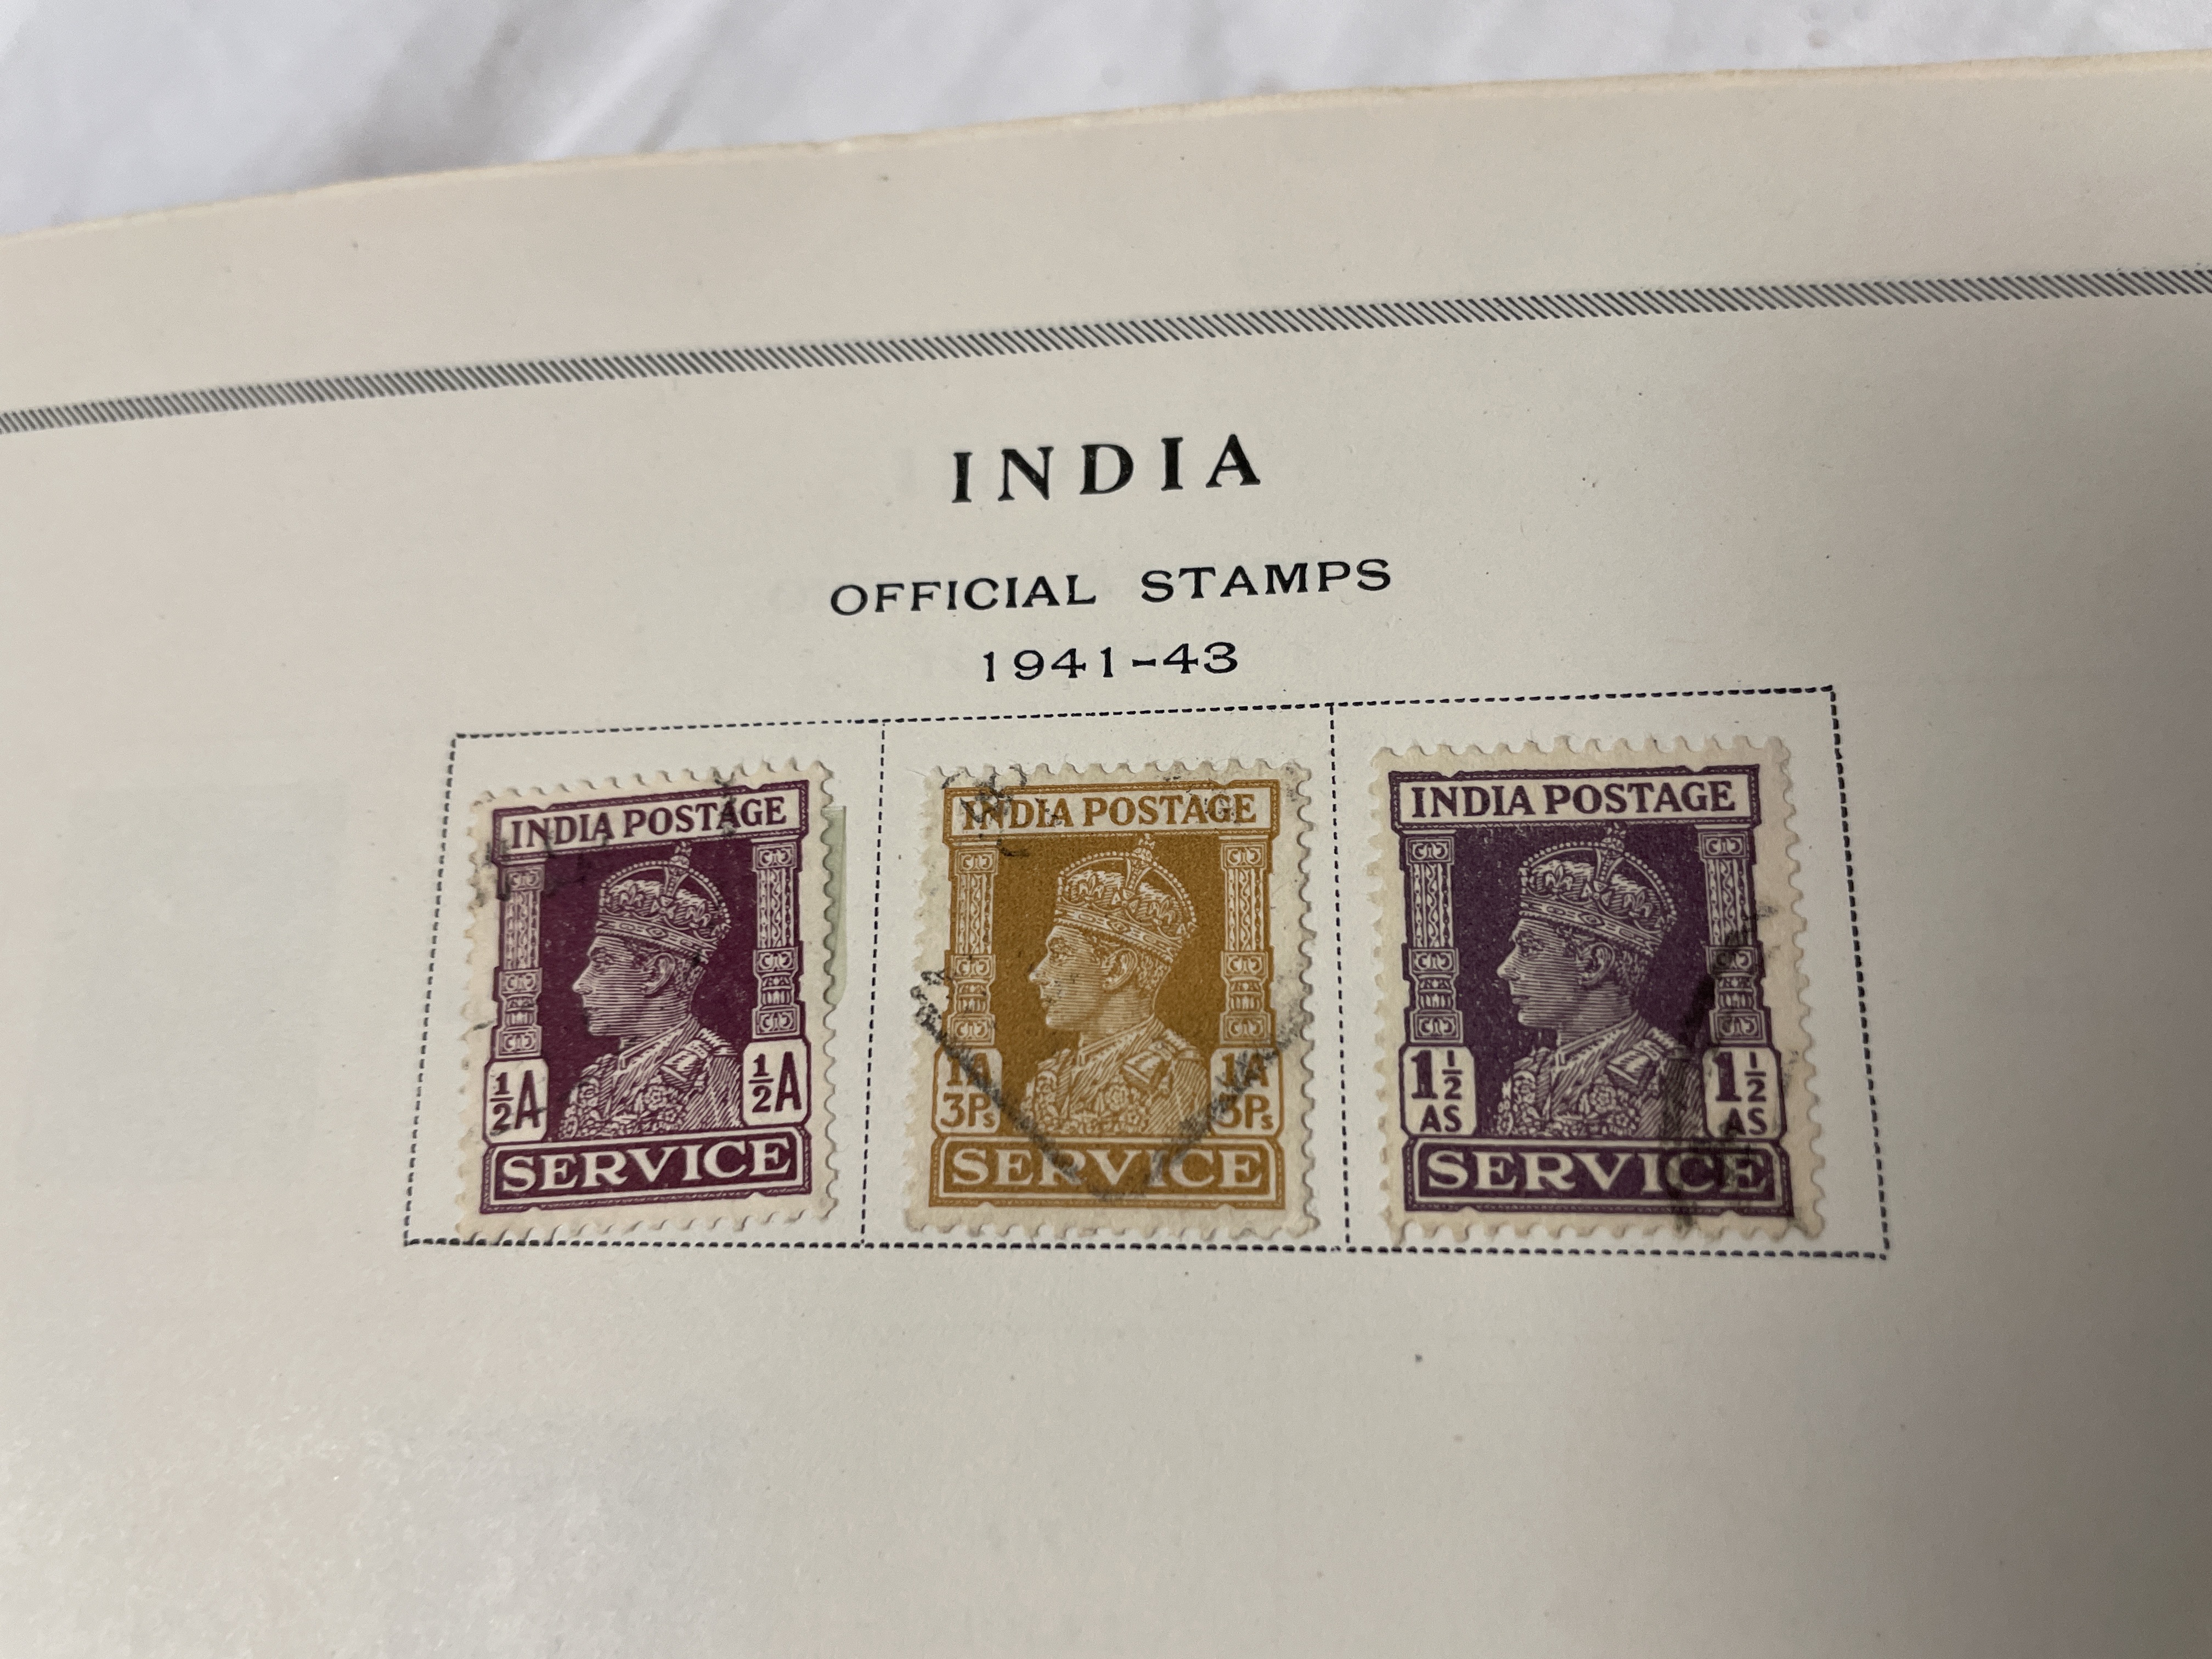 INDIA
OFFICIAL STAMPS
1941-43
INDIA POSTAGE
½A ½A
SERVICE
INDIA POSTAGE
1A 1A
3Ps 3Ps
SERVICE
INDIA POSTAGE
1½ 1½
AS AS
SERVICE